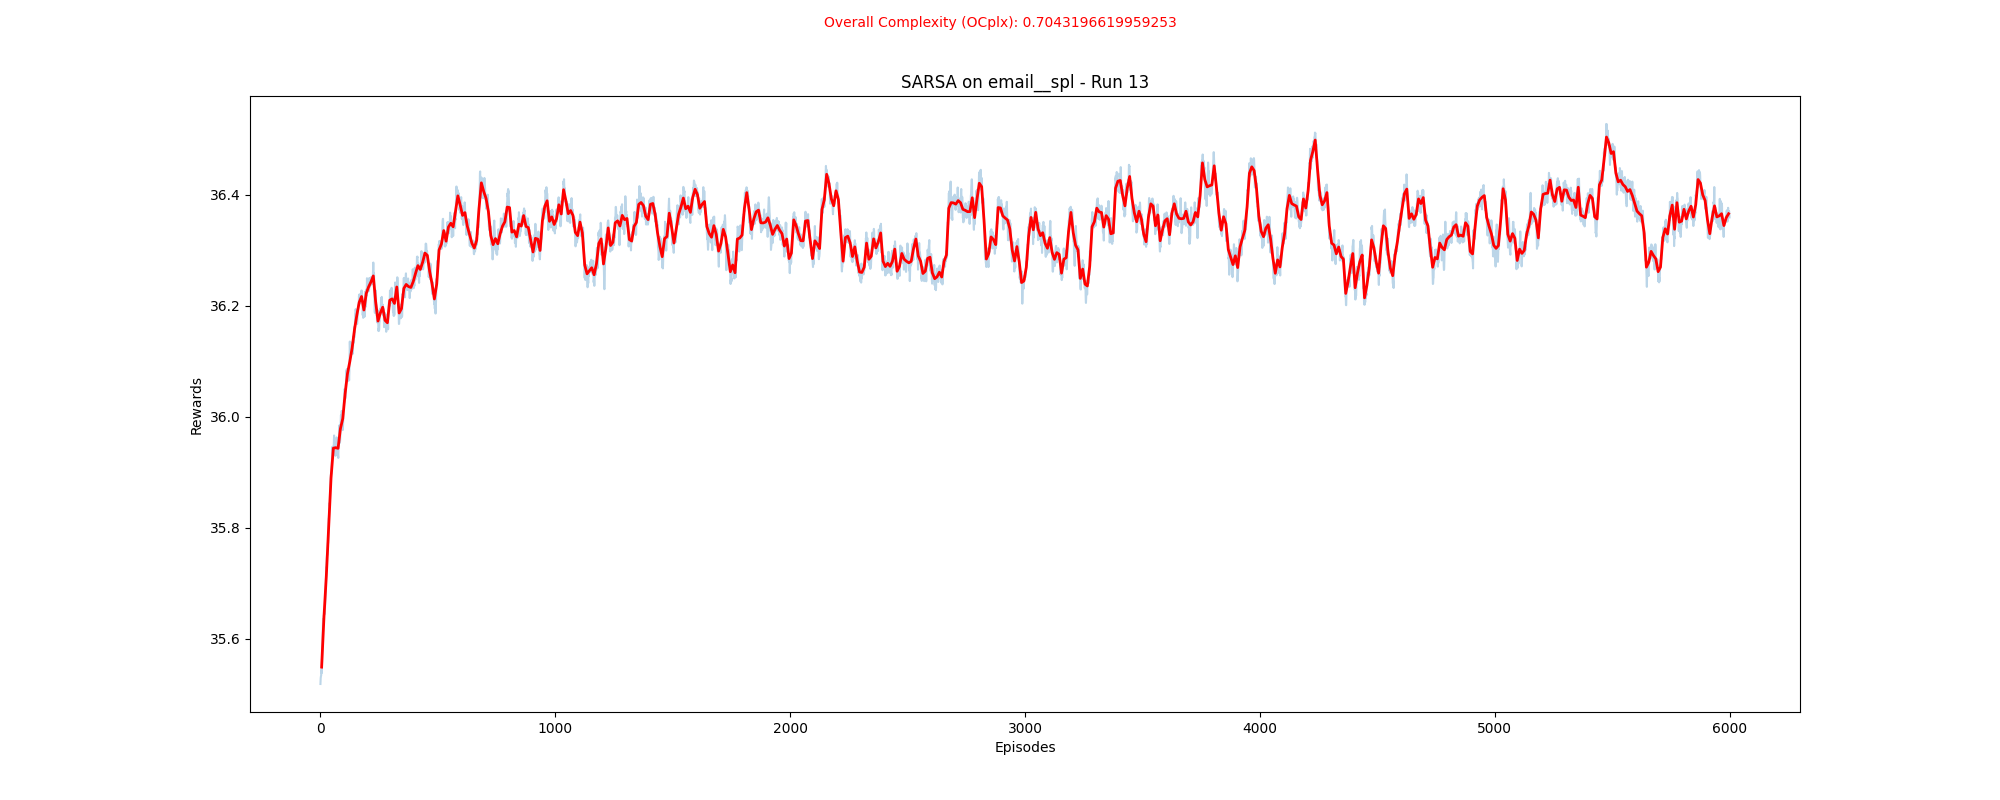 Overall Complexity (OCplx): 0.7043196619959253
SARSA on email__spl - Run 13
36.4
36.2
36.0
35.8
35.6
Rewards
0 1000 2000 3000 4000 5000 6000
Episodes